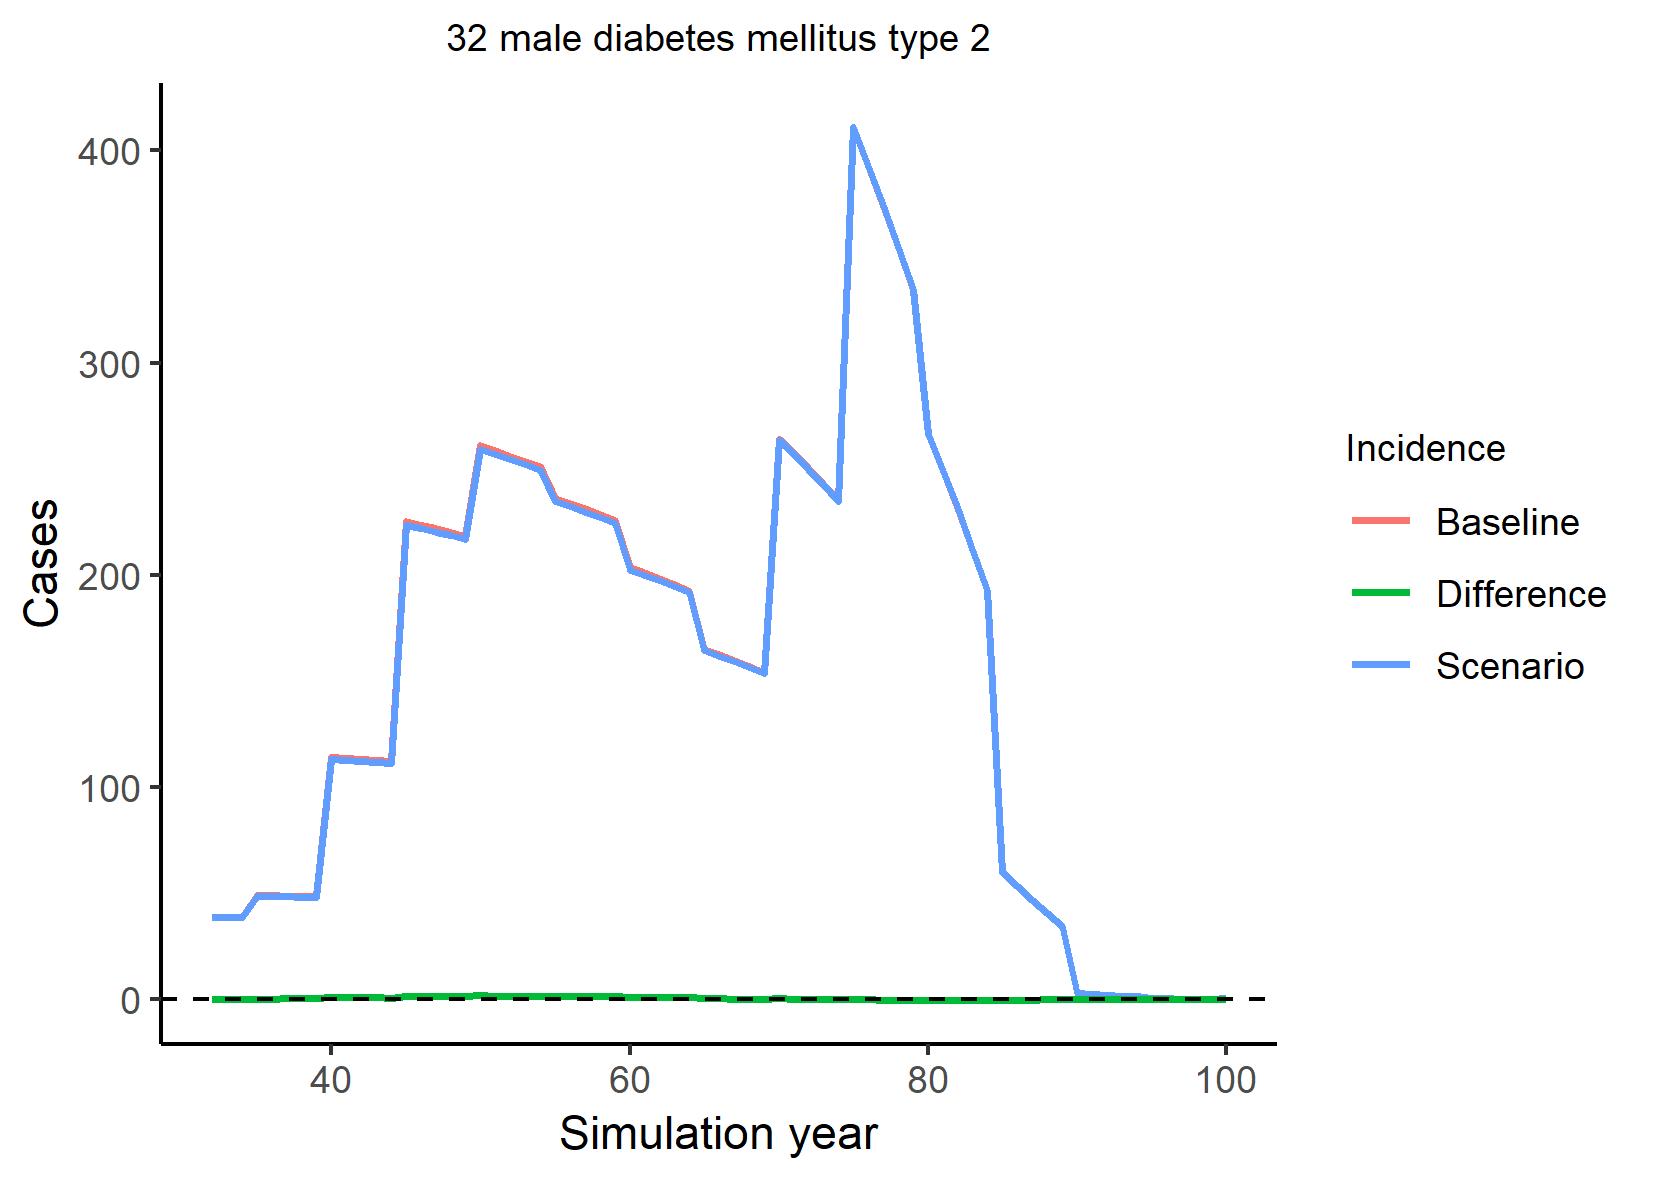 32 male diabetes mellitus type 2
400
300
200
100
0
Cases
40 60 80 100
Simulation year
Incidence
Baseline
Difference
Scenario